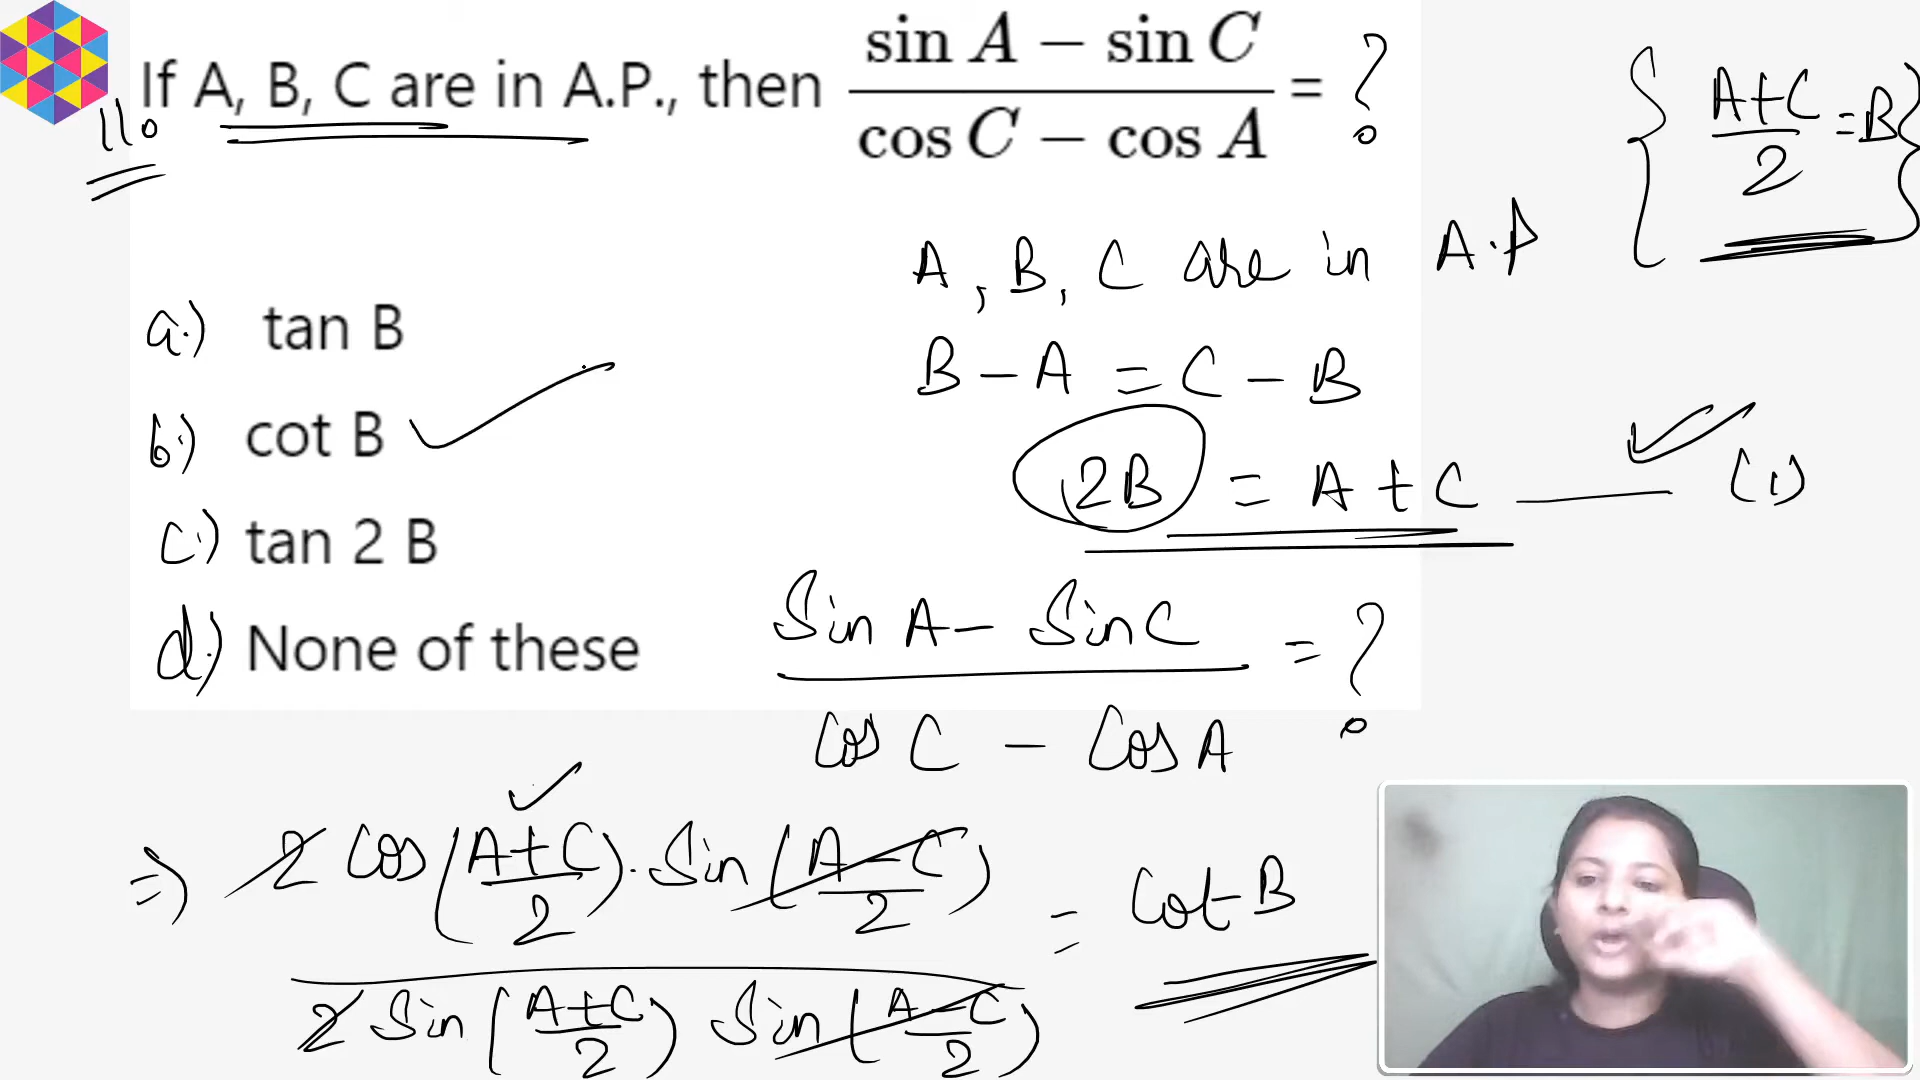 If A, B, C are in A.P., then (sin A − sin C)/(cos C − cos A) = ?
110
{ (A+C)/2 = B }
a.) tan B
b.) cot B
c.) tan 2 B
d.) None of these
A, B, C are in A.P
B − A = C − B
2B = A + C —— (1)
(Sin A − Sin C)/(Cos C − Cos A) = ?
⇒ (2 Cos((A+C)/2) · Sin((A−C)/2))/(2 Sin((A+C)/2) Sin((A−C)/2)) = Cot B